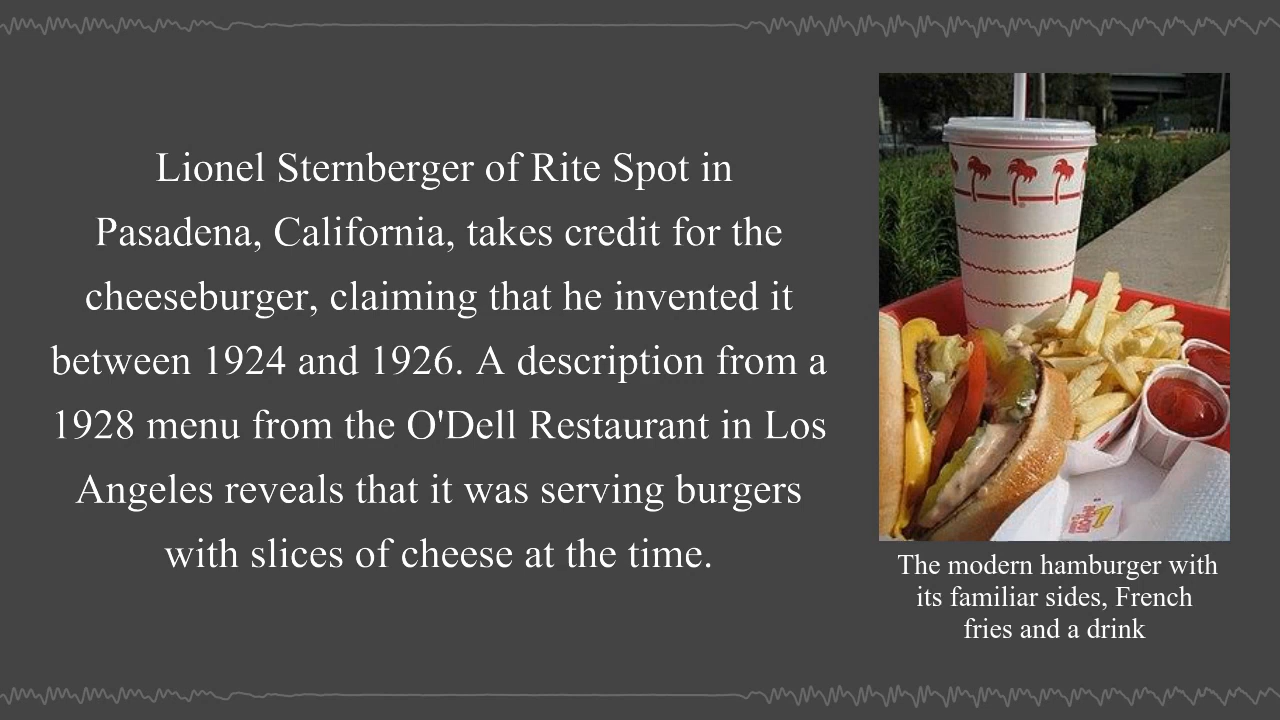 Lionel Sternberger of Rite Spot in
Pasadena, California, takes credit for the
cheeseburger, claiming that he invented it
between 1924 and 1926. A description from a
1928 menu from the O'Dell Restaurant in Los
Angeles reveals that it was serving burgers
with slices of cheese at the time.
The modern hamburger with
its familiar sides, French
fries and a drink